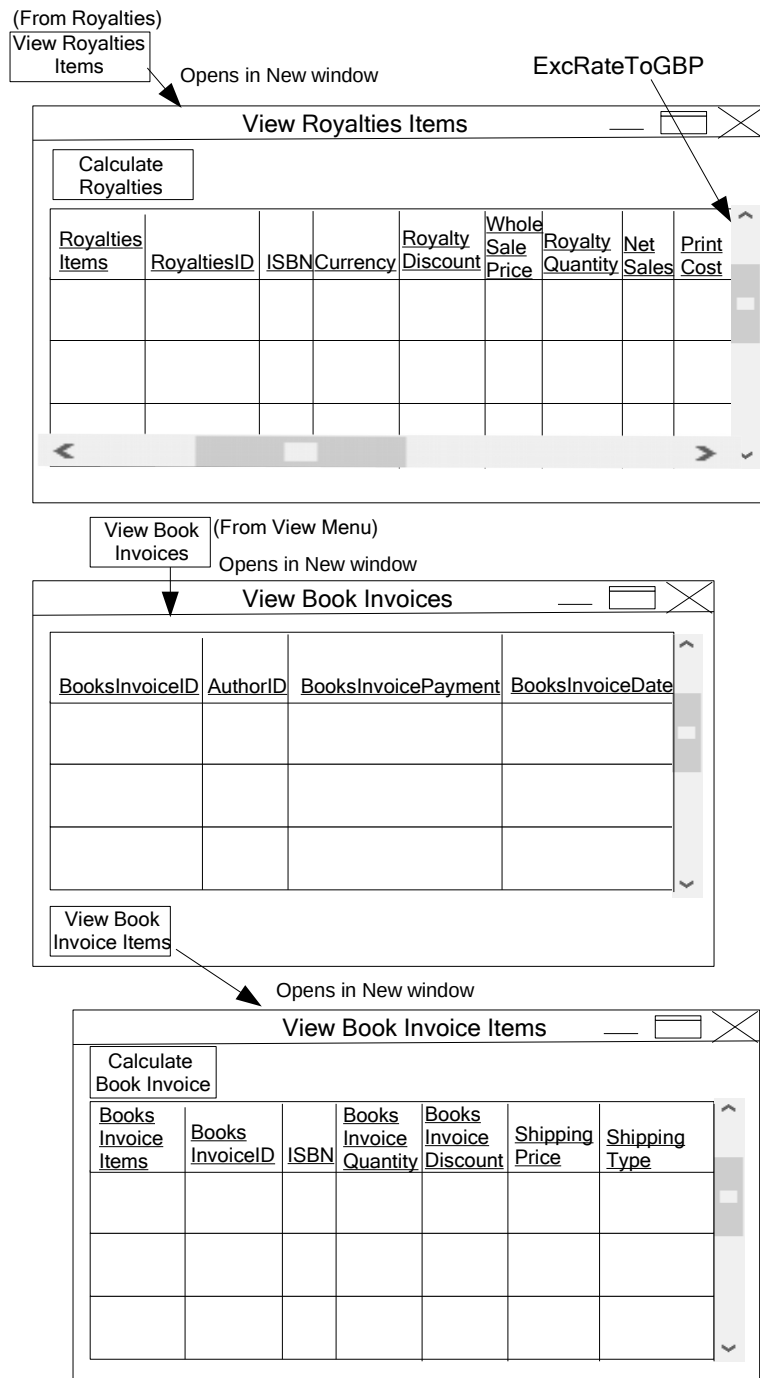 (From Royalties)
View Royalties
Items
Opens in New window
ExcRateToGBP
View Royalties Items
Calculate
Royalties
Royalties
Items
RoyaltiesID
ISBN
Currency
Royalty
Discount
Whole
Sale
Price
Royalty
Quantity
Net
Sales
Print
Cost
View Book
Invoices
(From View Menu)
Opens in New window
View Book Invoices
BooksInvoiceID
AuthorID
BooksInvoicePayment
BooksInvoiceDate
View Book
Invoice Items
Opens in New window
View Book Invoice Items
Calculate
Book Invoice
Books
Invoice
Items
Books
InvoiceID
ISBN
Books
Invoice
Quantity
Books
Invoice
Discount
Shipping
Price
Shipping
Type